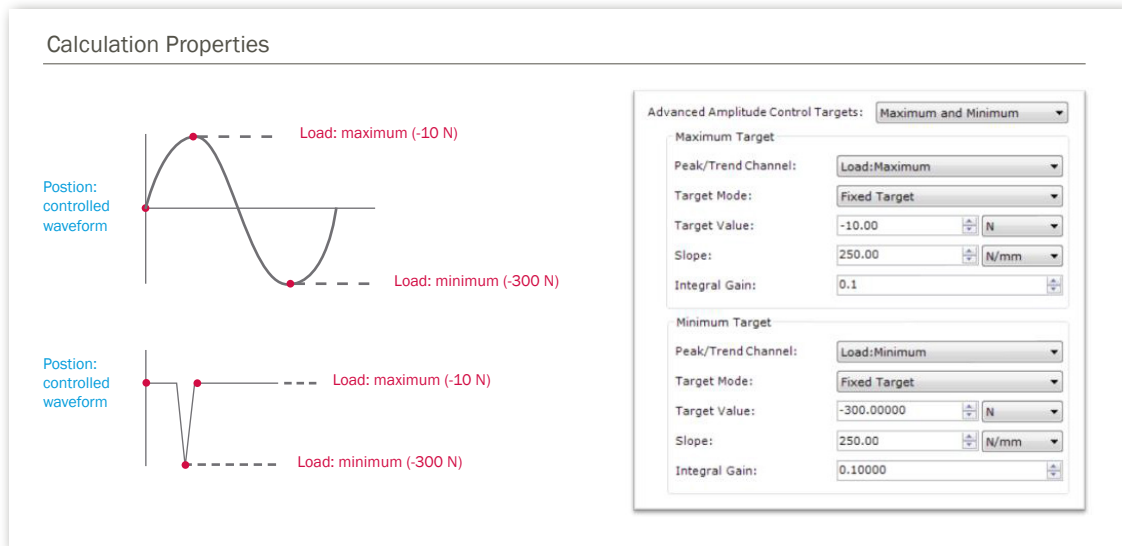 Calculation Properties
Postion:
controlled
waveform
Load: maximum (-10 N)
Load: minimum (-300 N)
Postion:
controlled
waveform
Load: maximum (-10 N)
Load: minimum (-300 N)
Advanced Amplitude Control Targets: Maximum and Minimum
Maximum Target
Peak/Trend Channel: Load:Maximum
Target Mode: Fixed Target
Target Value: -10.00 N
Slope: 250.00 N/mm
Integral Gain: 0.1
Minimum Target
Peak/Trend Channel: Load:Minimum
Target Mode: Fixed Target
Target Value: -300.00000 N
Slope: 250.00 N/mm
Integral Gain: 0.10000